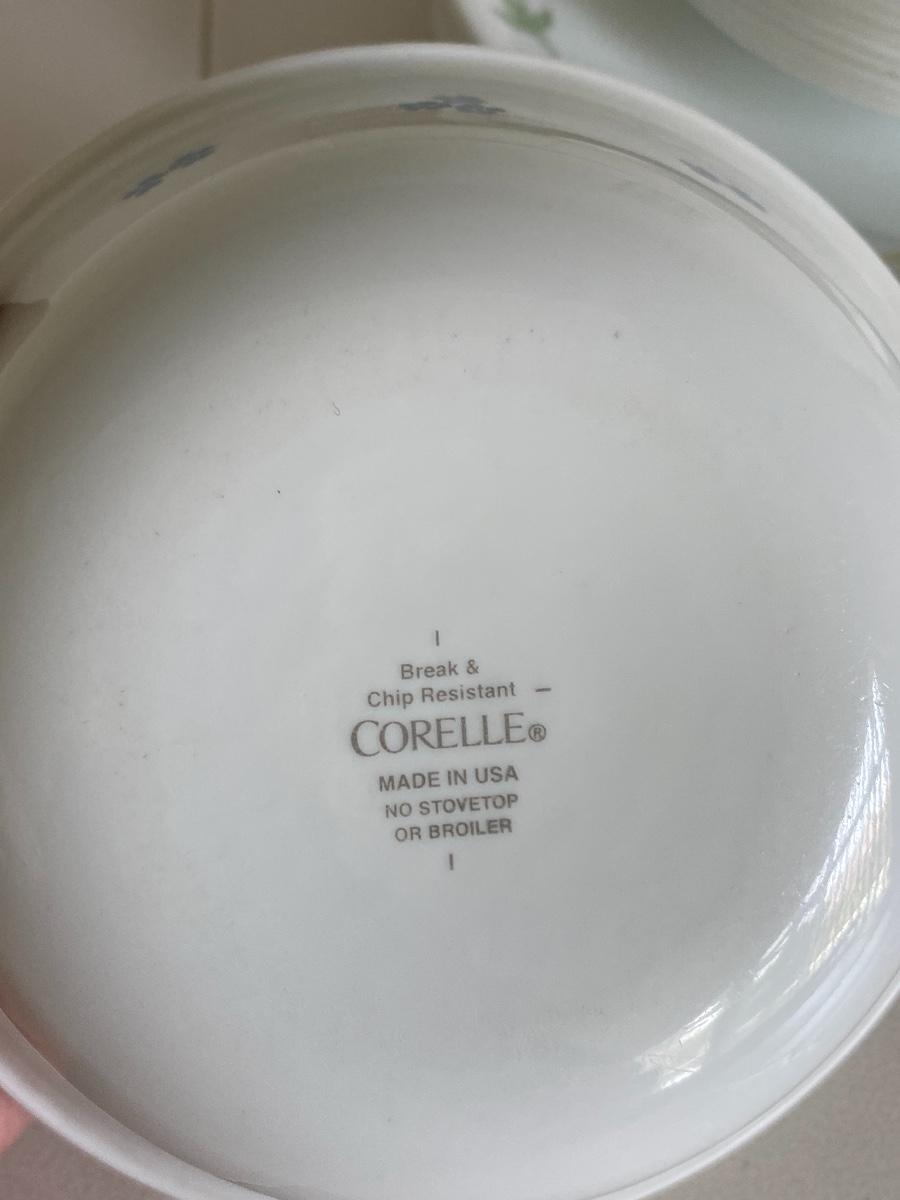 Break &
Chip Resistant –
CORELLE®
MADE IN USA
NO STOVETOP
OR BROILER